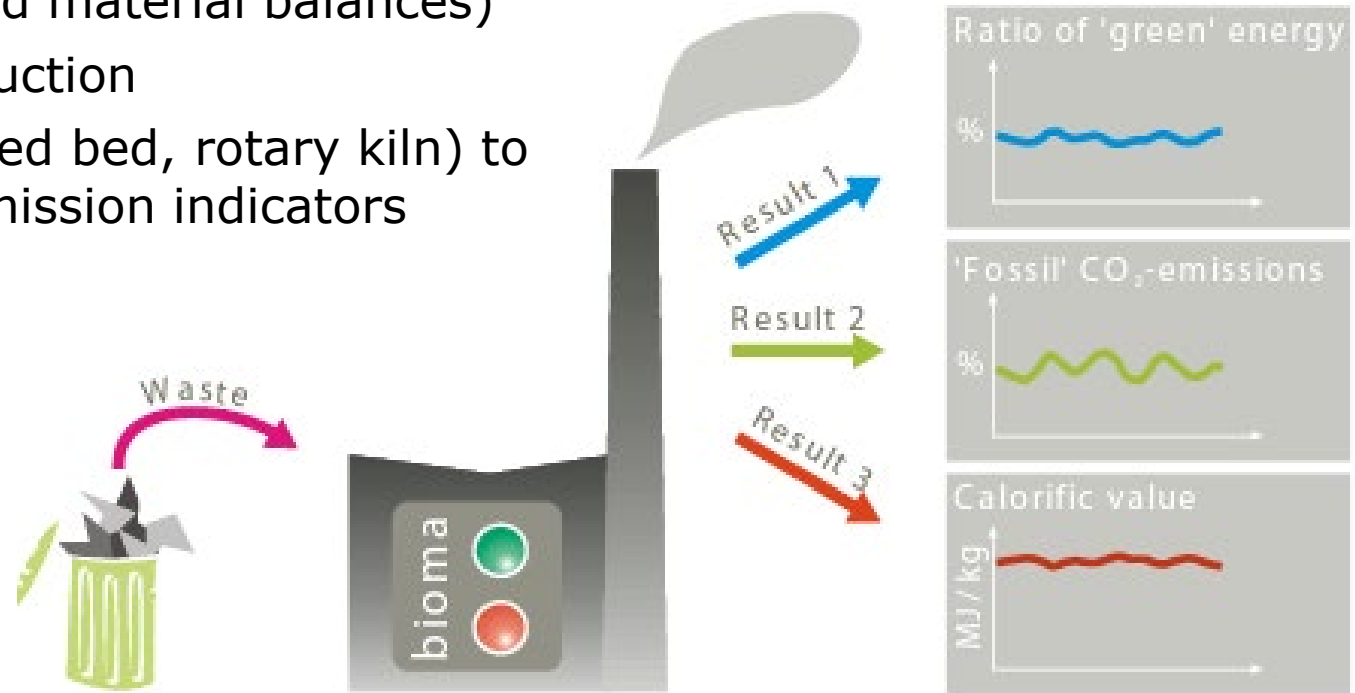 d material balances)
uction
ed bed, rotary kiln) to
nission indicators
Waste
bioma
Result 1
Result 2
Result 3
Ratio of 'green' energy
%
'Fossil' CO₂-emissions
%
Calorific value
MJ / kg